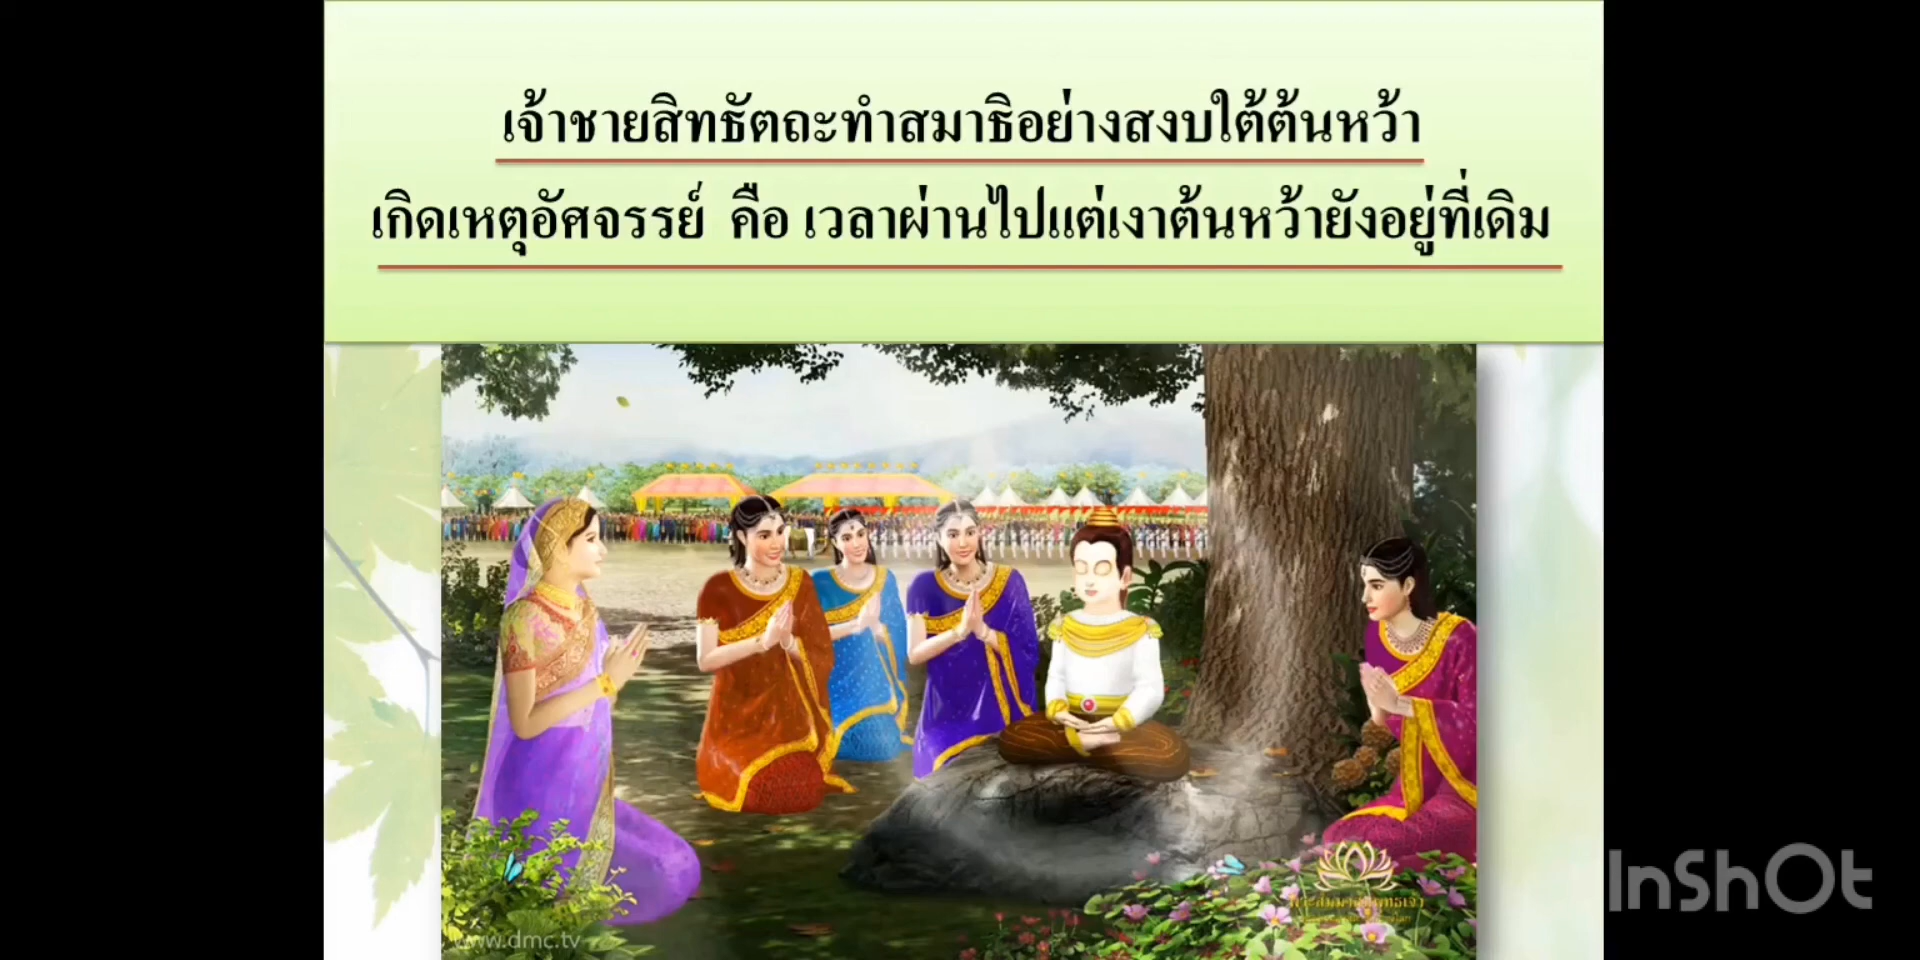 เจ้าชายสิทธัตถะทำสมาธิอย่างสงบใต้ต้นหว้า
เกิดเหตุอัศจรรย์ คือ เวลาผ่านไปแต่เงาต้นหว้ายังอยู่ที่เดิม
www.dmc.tv
InShOt